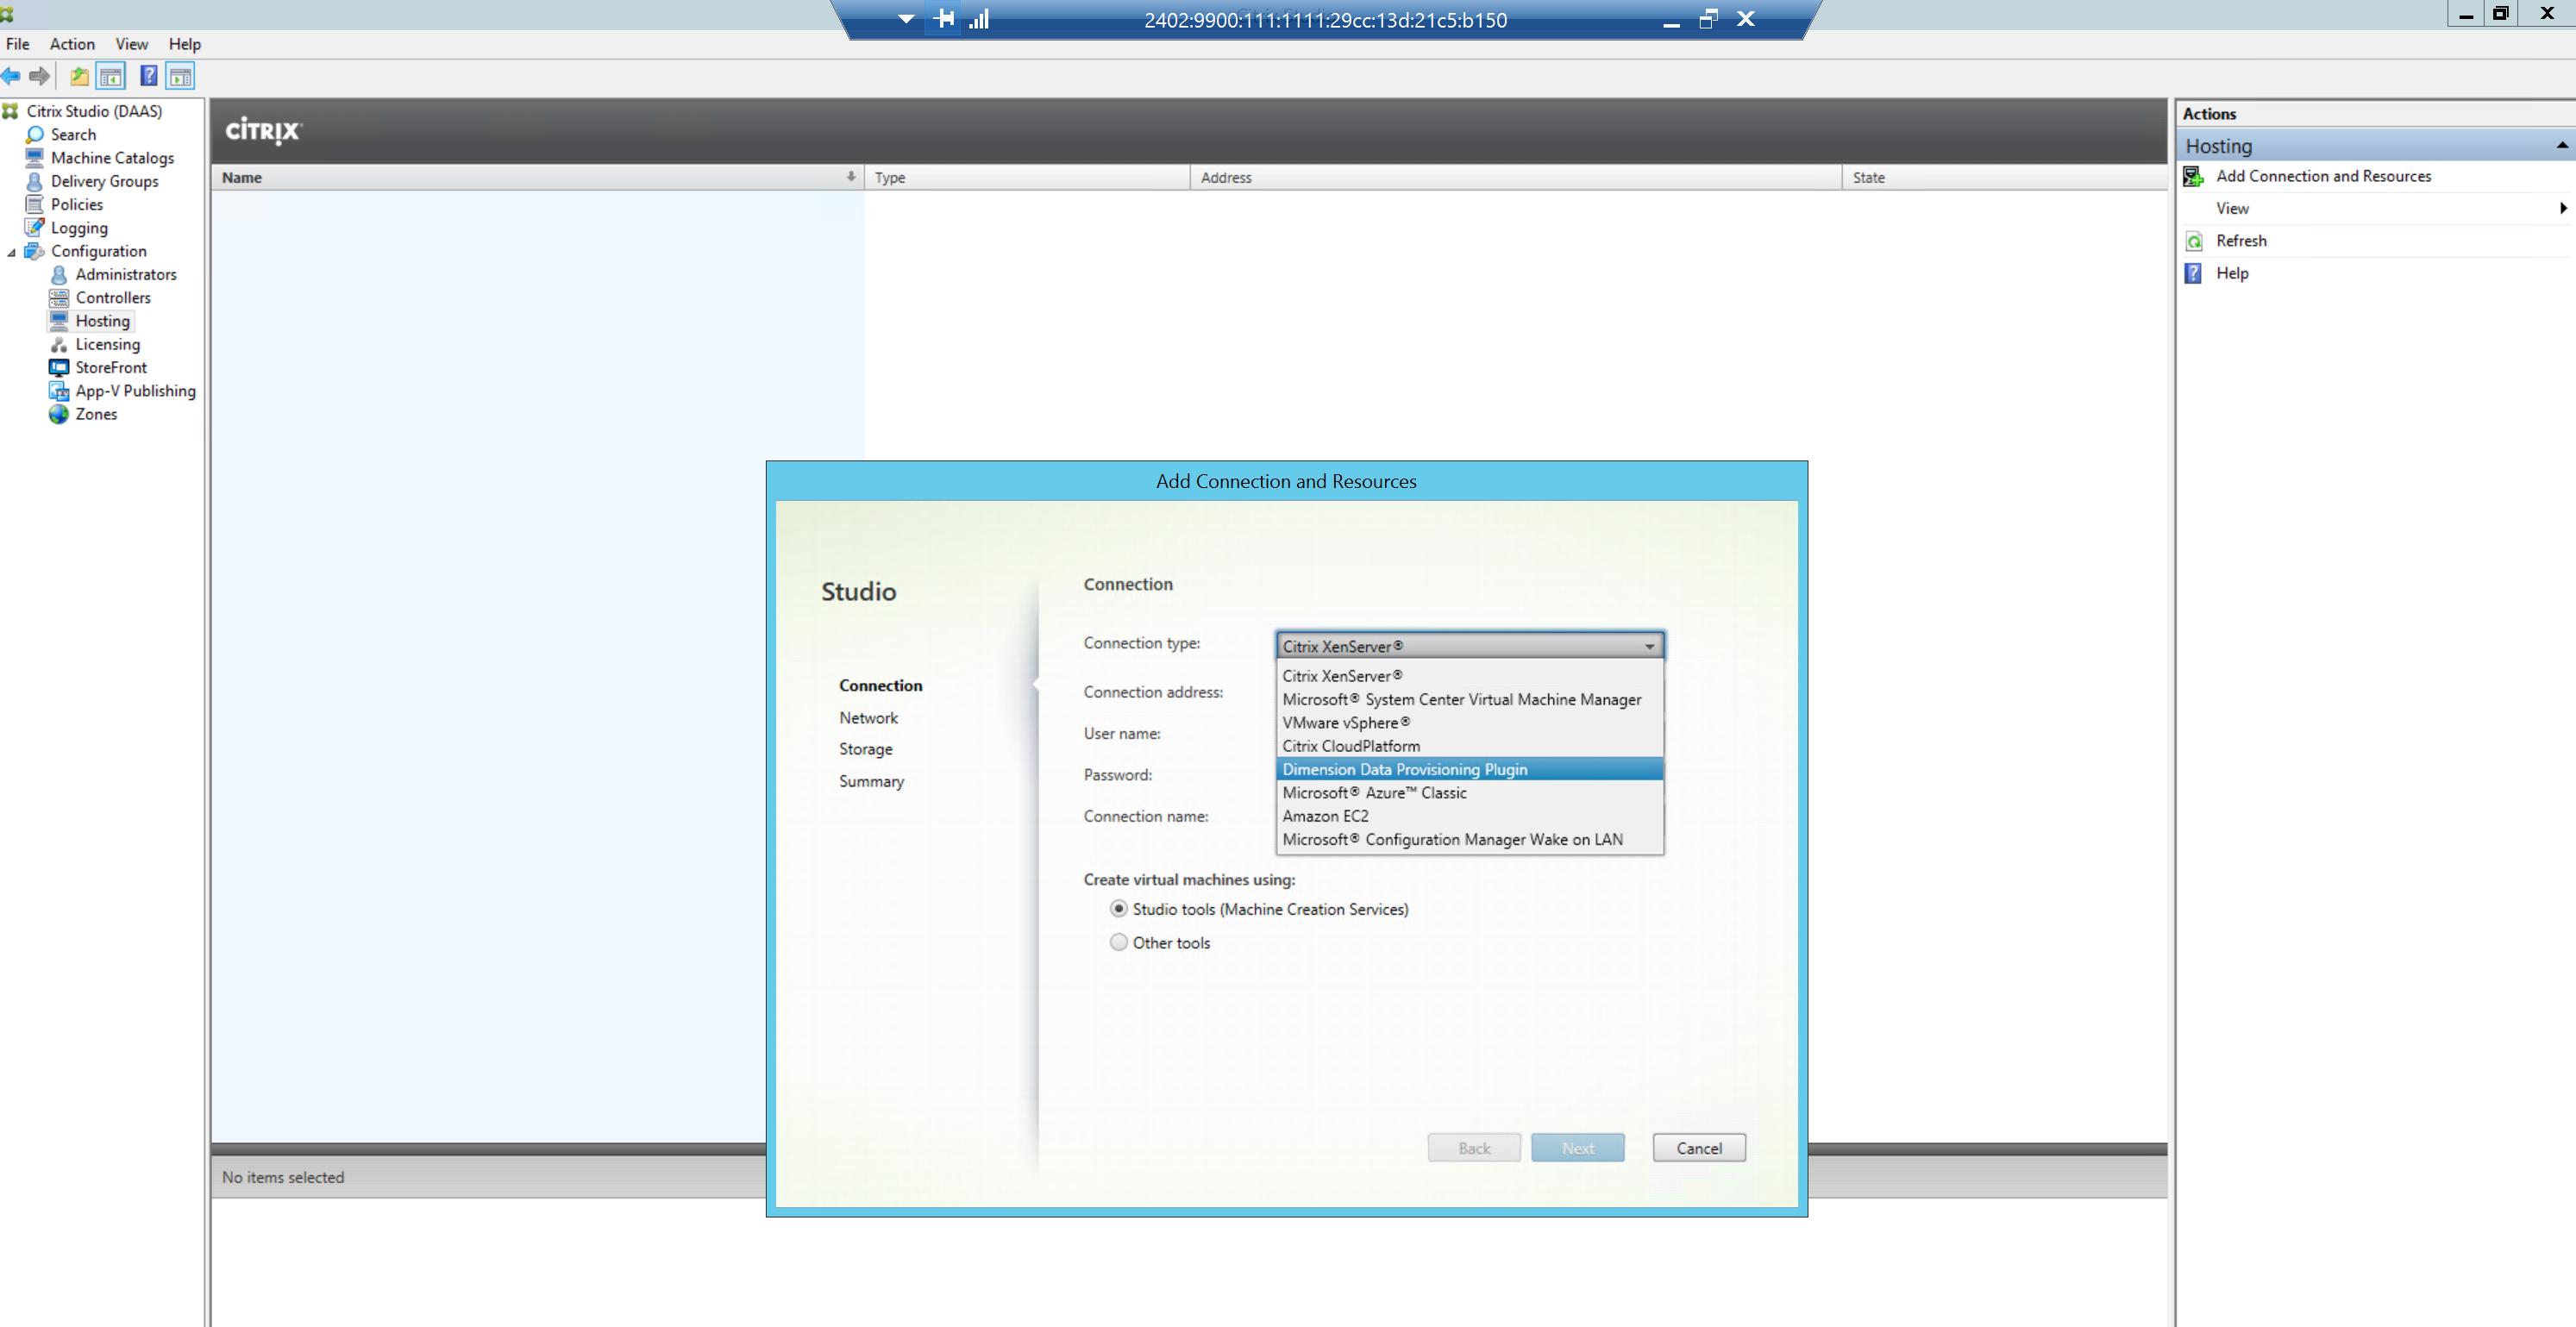 2402:9900:111:1111:29cc:13d:21c5:b150
File Action View Help
Citrix Studio (DAAS)
Search
Machine Catalogs
Delivery Groups
Policies
Logging
Configuration
Administrators
Controllers
Hosting
Licensing
StoreFront
App-V Publishing
Zones
CİTRIX
Name Type Address State
Add Connection and Resources
Studio
Connection
Network
Storage
Summary
Connection
Connection type: Citrix XenServer®
Citrix XenServer®
Connection address:
Microsoft® System Center Virtual Machine Manager
VMware vSphere®
User name:
Citrix CloudPlatform
Dimension Data Provisioning Plugin
Password:
Microsoft® Azure™ Classic
Connection name: Amazon EC2
Microsoft® Configuration Manager Wake on LAN
Create virtual machines using:
Studio tools (Machine Creation Services)
Other tools
Back Next Cancel
No items selected
Actions
Hosting
Add Connection and Resources
View
Refresh
Help